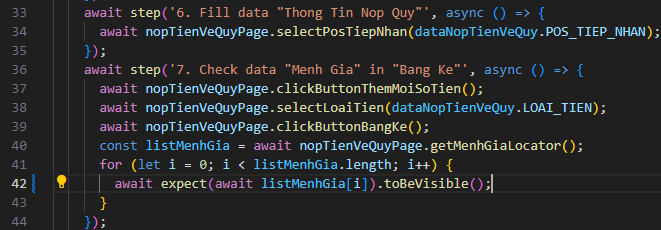 33 await step('6. Fill data "Thong Tin Nop Quy"', async () => {
34 await nopTienVeQuyPage.selectPosTiepNhan(dataNopTienVeQuy.POS_TIEP_NHAN);
35 });
36 await step('7. Check data "Menh Gia" in "Bang Ke"', async () => {
37 await nopTienVeQuyPage.clickButtonThemMoiSoTien();
38 await nopTienVeQuyPage.selectLoaiTien(dataNopTienVeQuy.LOAI_TIEN);
39 await nopTienVeQuyPage.clickButtonBangKe();
40 const listMenhGia = await nopTienVeQuyPage.getMenhGiaLocator();
41 for (let i = 0; i < listMenhGia.length; i++) {
42 await expect(await listMenhGia[i]).toBeVisible();
43 }
44 });